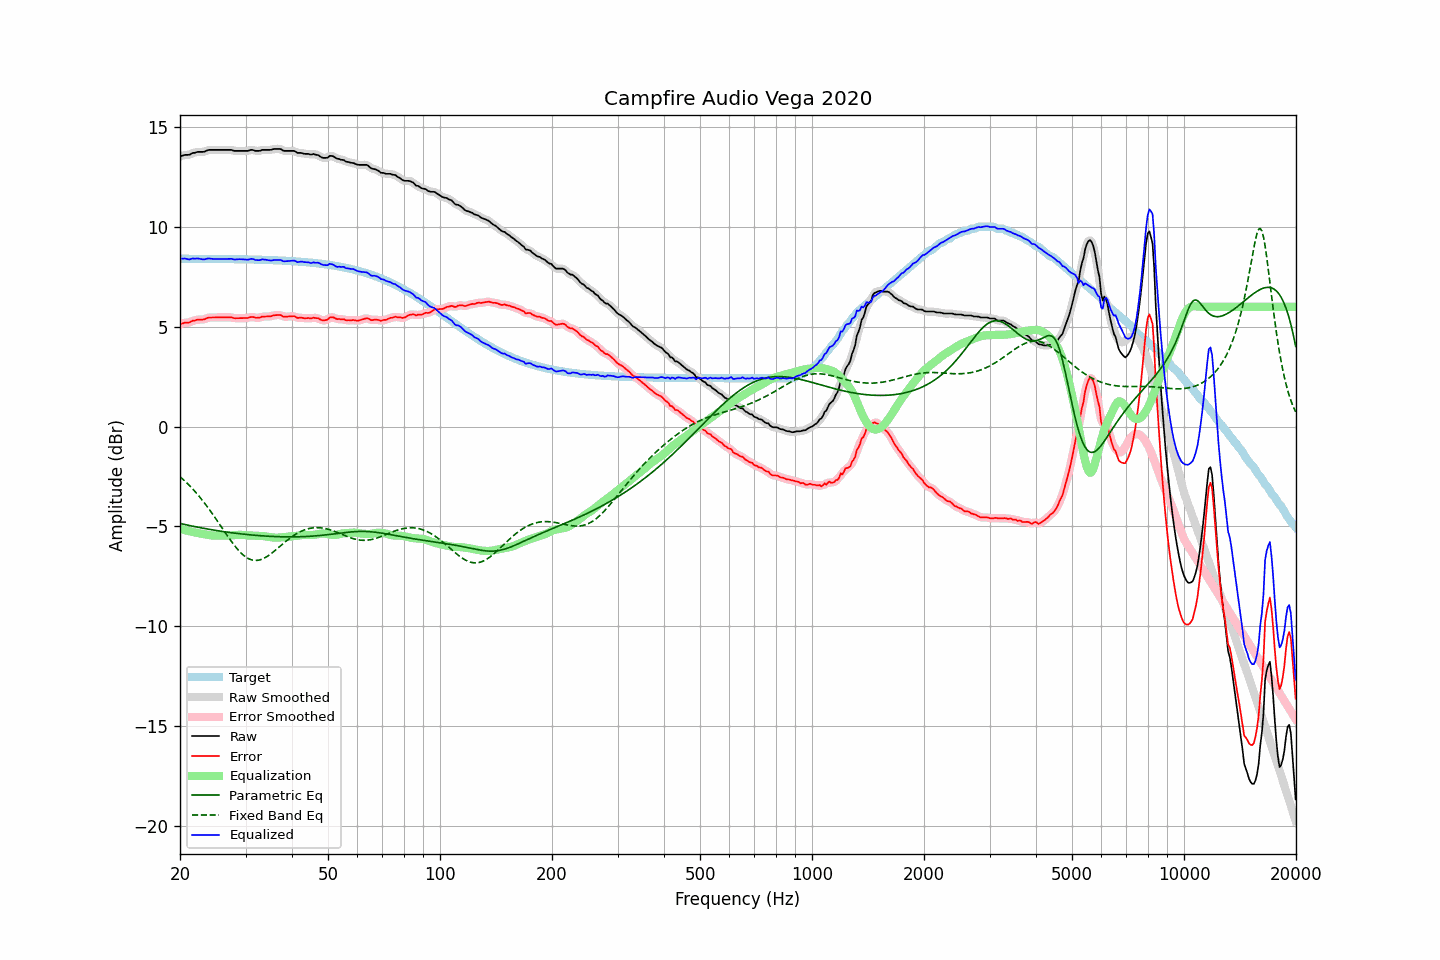 Campfire Audio Vega 2020
Amplitude (dBr)
15
10
5
0
−5
−10
−15
−20
Target
Raw Smoothed
Error Smoothed
Raw
Error
Equalization
Parametric Eq
Fixed Band Eq
Equalized
20 50 100 200 500 1000 2000 5000 10000 20000
Frequency (Hz)